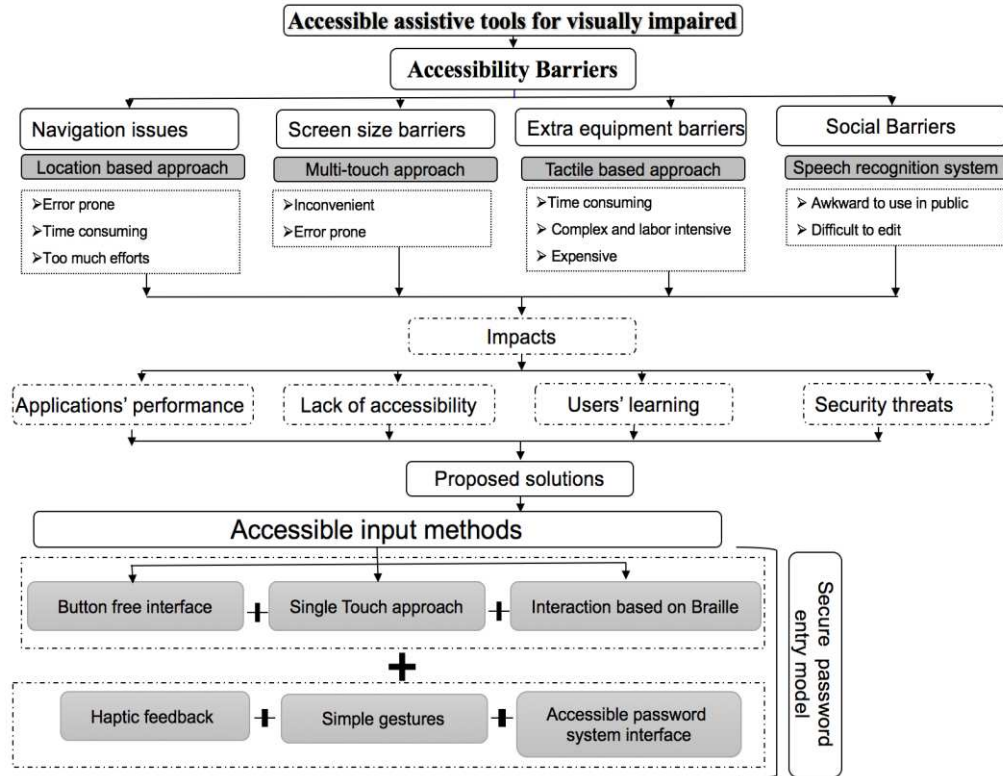 Accessible assistive tools for visually impaired
Accessibility Barriers
Navigation issues
Screen size barriers
Extra equipment barriers
Social Barriers
Location based approach
Multi-touch approach
Tactile based approach
Speech recognition system
➢Error prone
➢Time consuming
➢Too much efforts
➢Inconvenient
➢Error prone
➢Time consuming
➢ Complex and labor intensive
➢ Expensive
➢ Awkward to use in public
➢ Difficult to edit
Impacts
Applications' performance
Lack of accessibility
Users' learning
Security threats
Proposed solutions
Accessible input methods
Button free interface
+
Single Touch approach
+
Interaction based on Braille
+
Haptic feedback
+
Simple gestures
+
Accessible password
system interface
Secure password
entry model